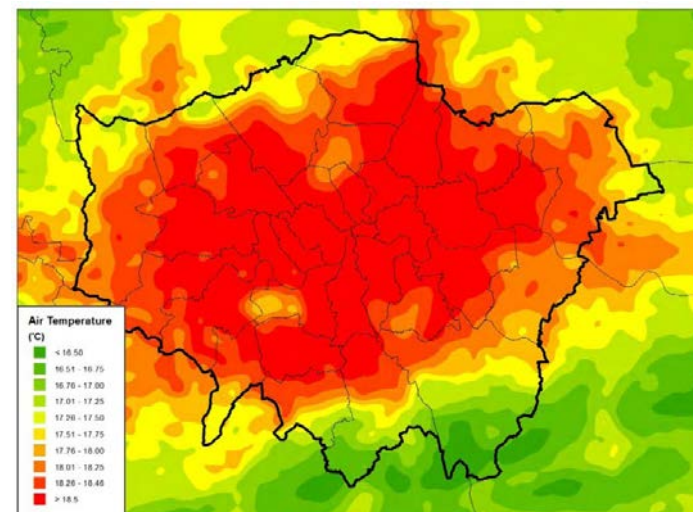 Air Temperature
(°C)
< 16.50
16.51 - 16.75
16.76 - 17.00
17.01 - 17.25
17.26 - 17.50
17.51 - 17.75
17.76 - 18.00
18.01 - 18.25
18.26 - 18.46
> 18.5